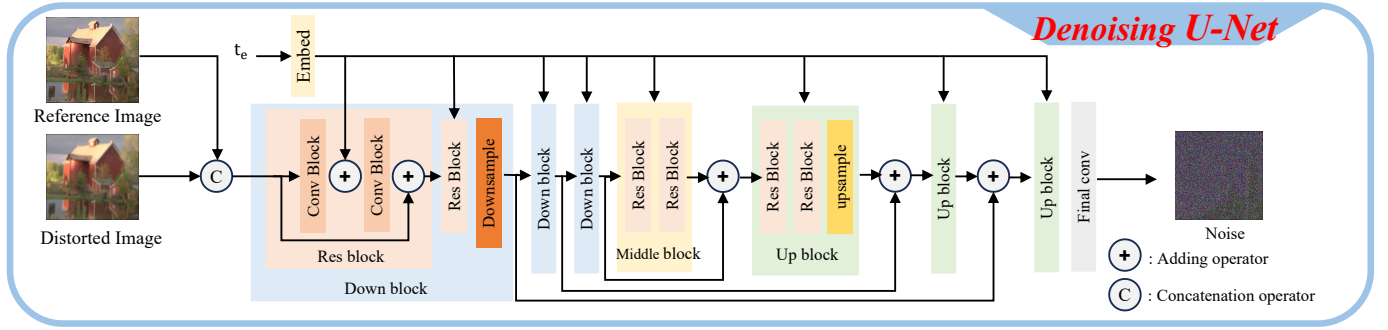 Denoising U-Net
Reference Image
Distorted Image
C
t_e
Embed
Conv Block
+
Conv Block
+
Res block
Res Block
Downsample
Down block
Down block
Down block
Res Block
Res Block
Middle block
+
Res Block
Res Block
upsample
Up block
+
Up block
+
Up block
Final conv
Noise
+ : Adding operator
C : Concatenation operator